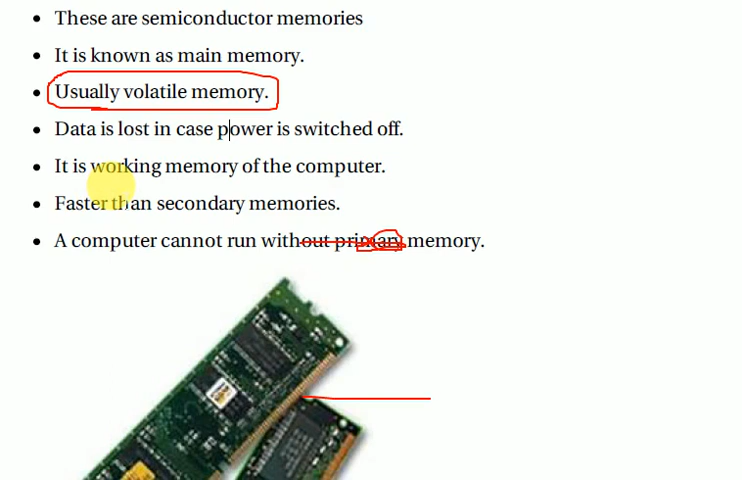 These are semiconductor memories
It is known as main memory.
Usually volatile memory.
Data is lost in case power is switched off.
It is working memory of the computer.
Faster than secondary memories.
A computer cannot run without primary memory.